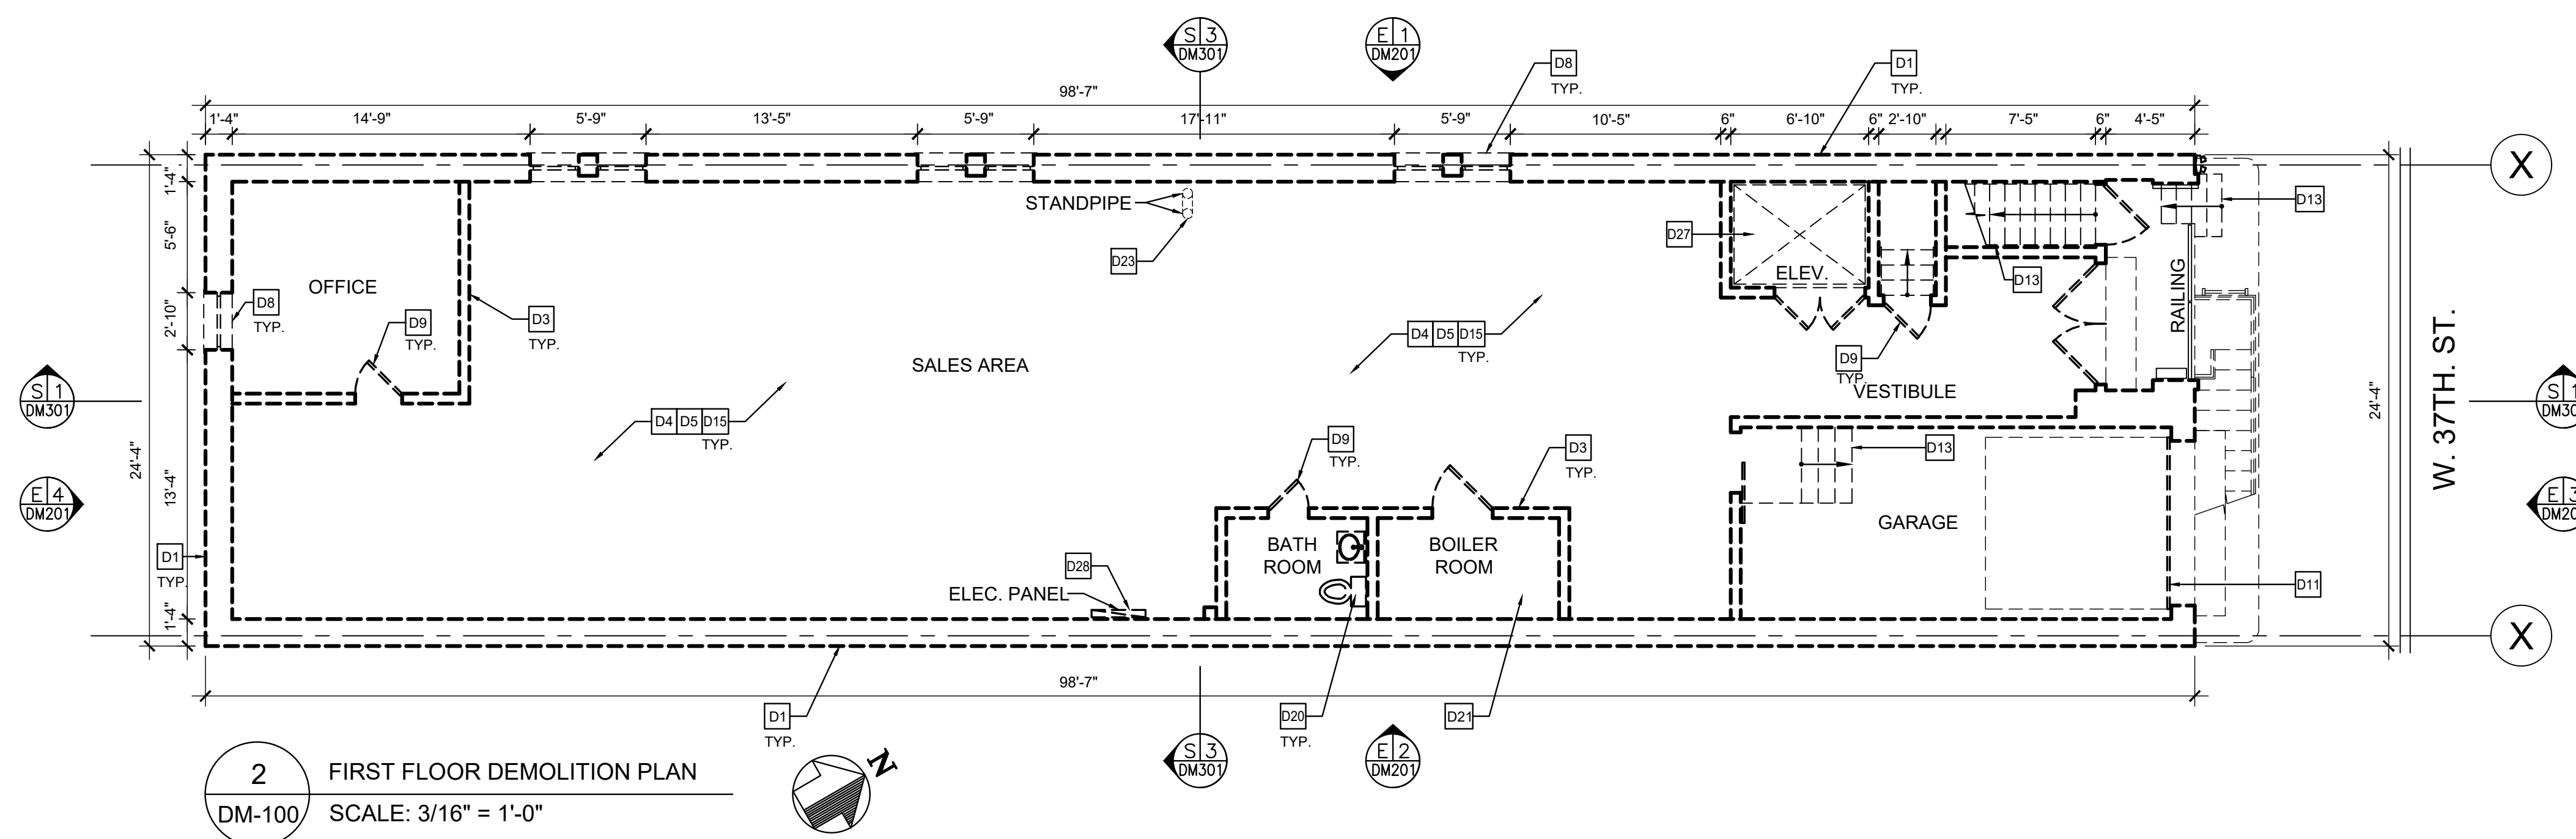 S 3
DM301
E 1
DM201
D8
TYP.
D1
TYP.
98'-7"
1'-4"
14'-9"
5'-9"
13'-5"
5'-9"
17'-11"
5'-9"
10'-5"
6"
6'-10"
6"
2'-10"
7'-5"
6"
4'-5"
X
1'-4"
5'-6"
2'-10"
13'-4"
1'-4"
24'-4"
STANDPIPE
D23
D27
ELEV.
D13
D13
RAILING
OFFICE
D8
TYP.
D9
TYP.
D3
TYP.
SALES AREA
D4 D5 D15
TYP.
D4 D5 D15
TYP.
D9
TYP.
VESTIBULE
24'-4"
W. 37TH. ST.
S 1
DM301
E 4
DM201
S 1
DM30
E 3
DM20
D9
TYP.
D3
TYP.
D13
GARAGE
BATH
ROOM
BOILER
ROOM
D1
TYP.
D28
ELEC. PANEL
D11
X
98'-7"
D1
TYP.
D20
TYP.
D21
S 3
DM301
E 2
DM201
2
DM-100
FIRST FLOOR DEMOLITION PLAN
SCALE: 3/16" = 1'-0"
N